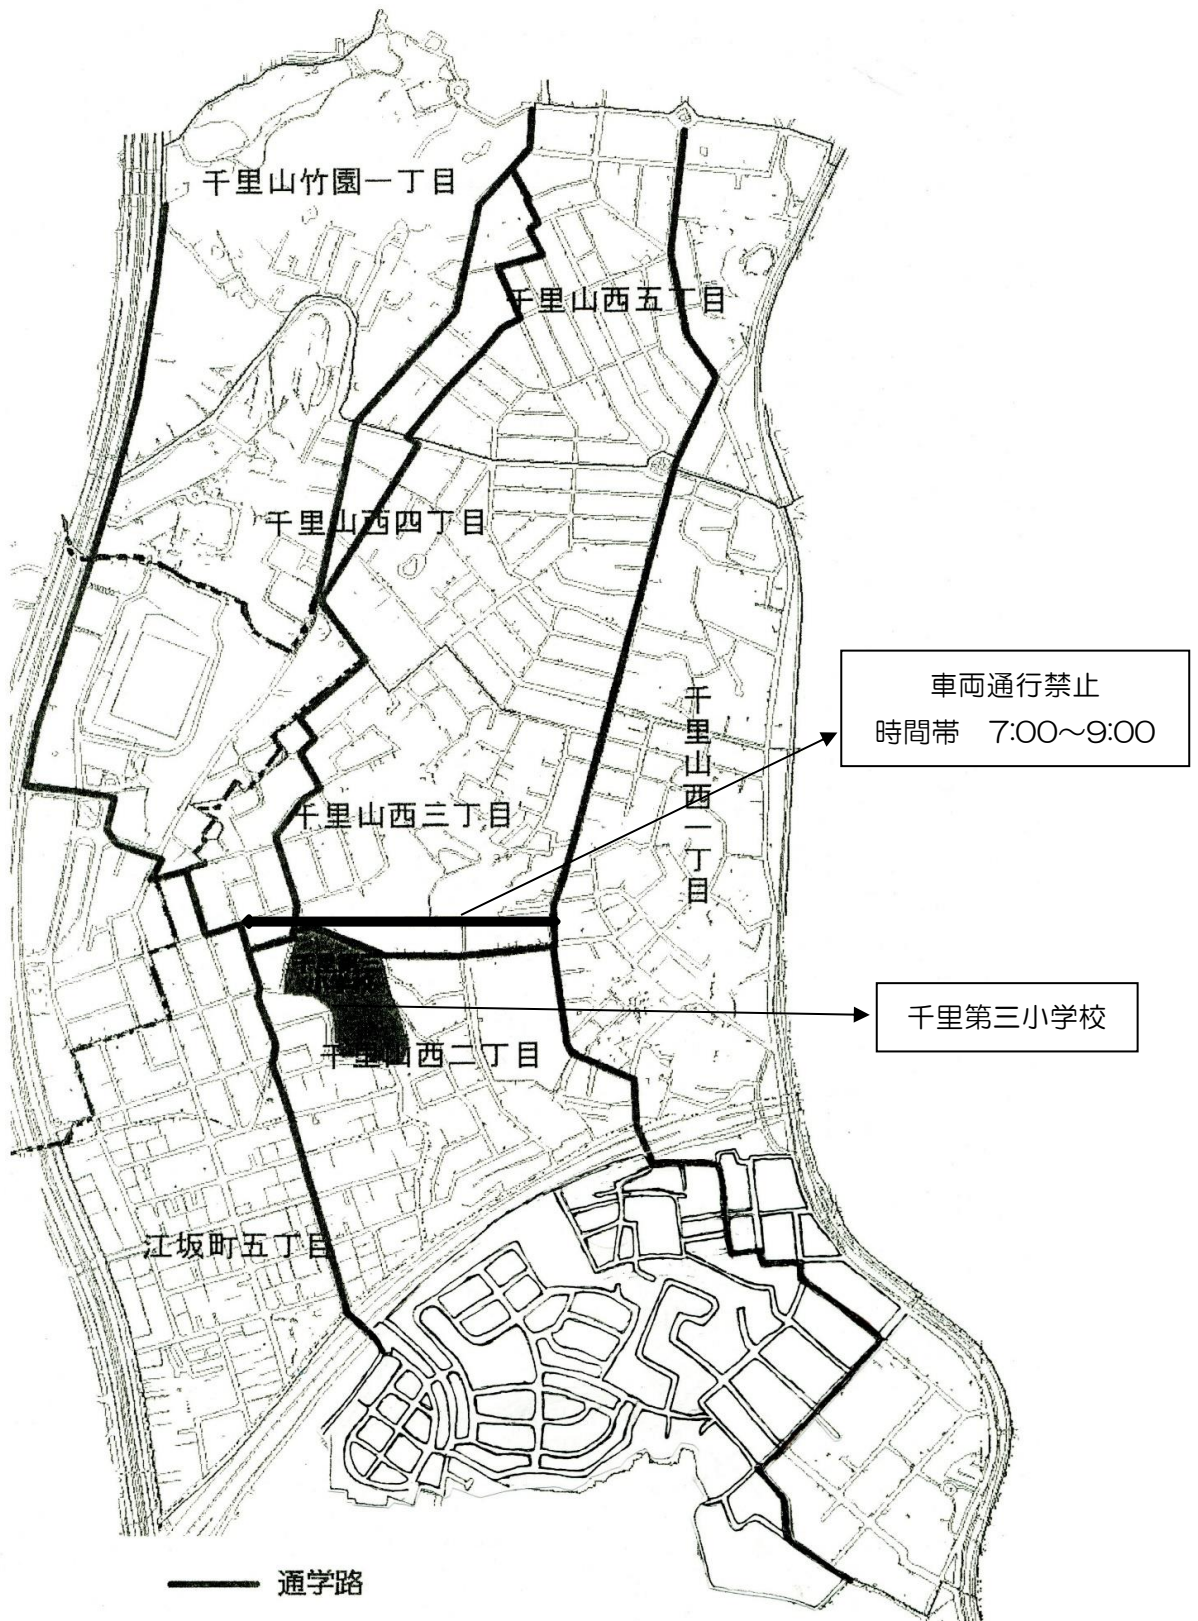 千里山竹園一丁目
千里山西五丁目
千里山西四丁目
車両通行禁止
時間帯 7:00～9:00
千里山西一丁目
千里山西三丁目
千里第三小学校
千里山西二丁目
江坂町五丁目
通学路